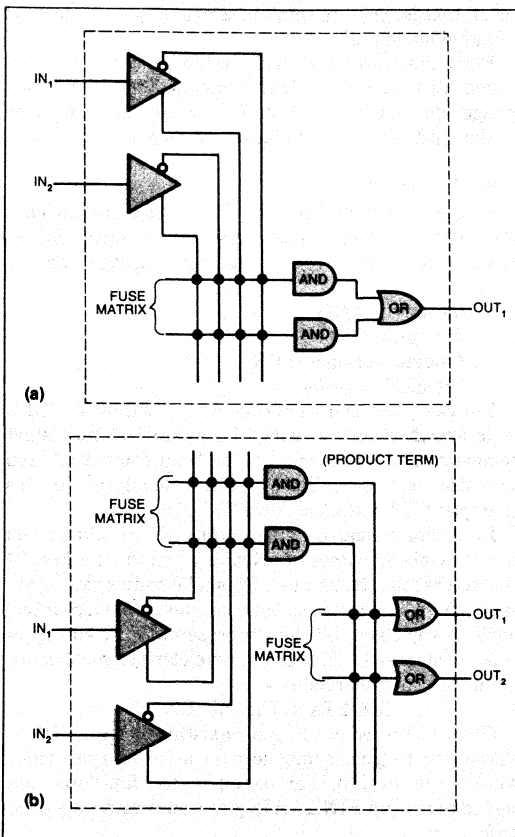 IN₁
IN₂
FUSE
MATRIX
AND
AND
OR
OUT₁
(a)
(PRODUCT TERM)
FUSE
MATRIX
AND
AND
IN₁
IN₂
FUSE
MATRIX
OR
OR
OUT₁
OUT₂
(b)